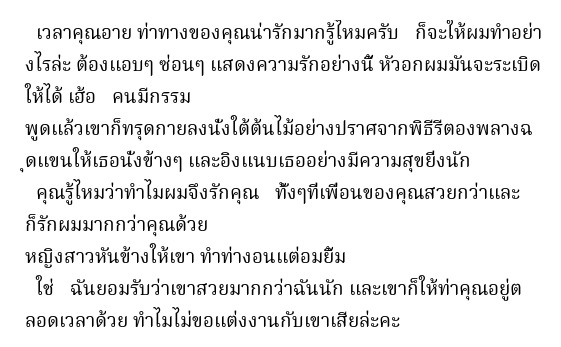 เวลาคุณอาย ท่าทางของคุณน่ารักมากรู้ไหมครับ   ก็จะให้ผมทำอย่า
งไรล่ะ ต้องแอบๆ ซ่อนๆ แสดงความรักอย่างนี้ หัวอกผมมันจะระเบิด
ให้ได้ เฮ้อ   คนมีกรรม
พูดแล้วเขาก็ทรุดกายลงนั่งใต้ต้นไม้อย่างปราศจากพิธีรีตองพลางฉ
ุดแขนให้เธอนั่งข้างๆ และอิงแนบเธออย่างมีความสุขยิ่งนัก
คุณรู้ไหมว่าทำไมผมจึงรักคุณ   ทั้งๆที่เพื่อนของคุณสวยกว่าและ
ก็รักผมมากกว่าคุณด้วย
หญิงสาวหันข้างให้เขา ทำท่างอนแต่อมยิ้ม
ใช่   ฉันยอมรับว่าเขาสวยมากกว่าฉันนัก และเขาก็ให้ท่าคุณอยู่ต
ลอดเวลาด้วย ทำไมไม่ขอแต่งงานกับเขาเสียล่ะคะ